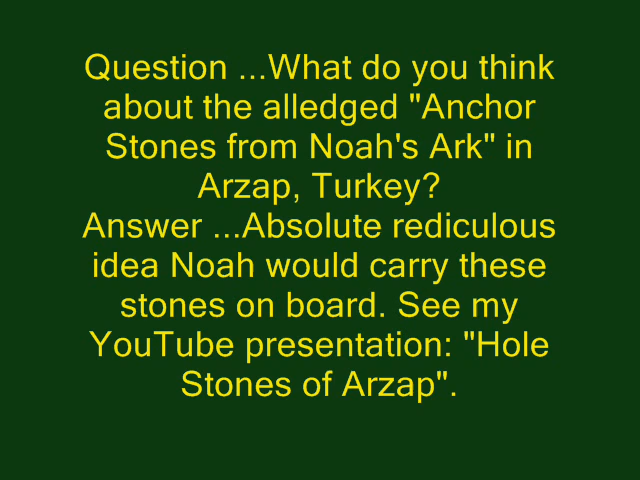 Question ...What do you think
about the alledged "Anchor
Stones from Noah's Ark" in
Arzap, Turkey?
Answer ...Absolute rediculous
idea Noah would carry these
stones on board. See my
YouTube presentation: "Hole
Stones of Arzap".